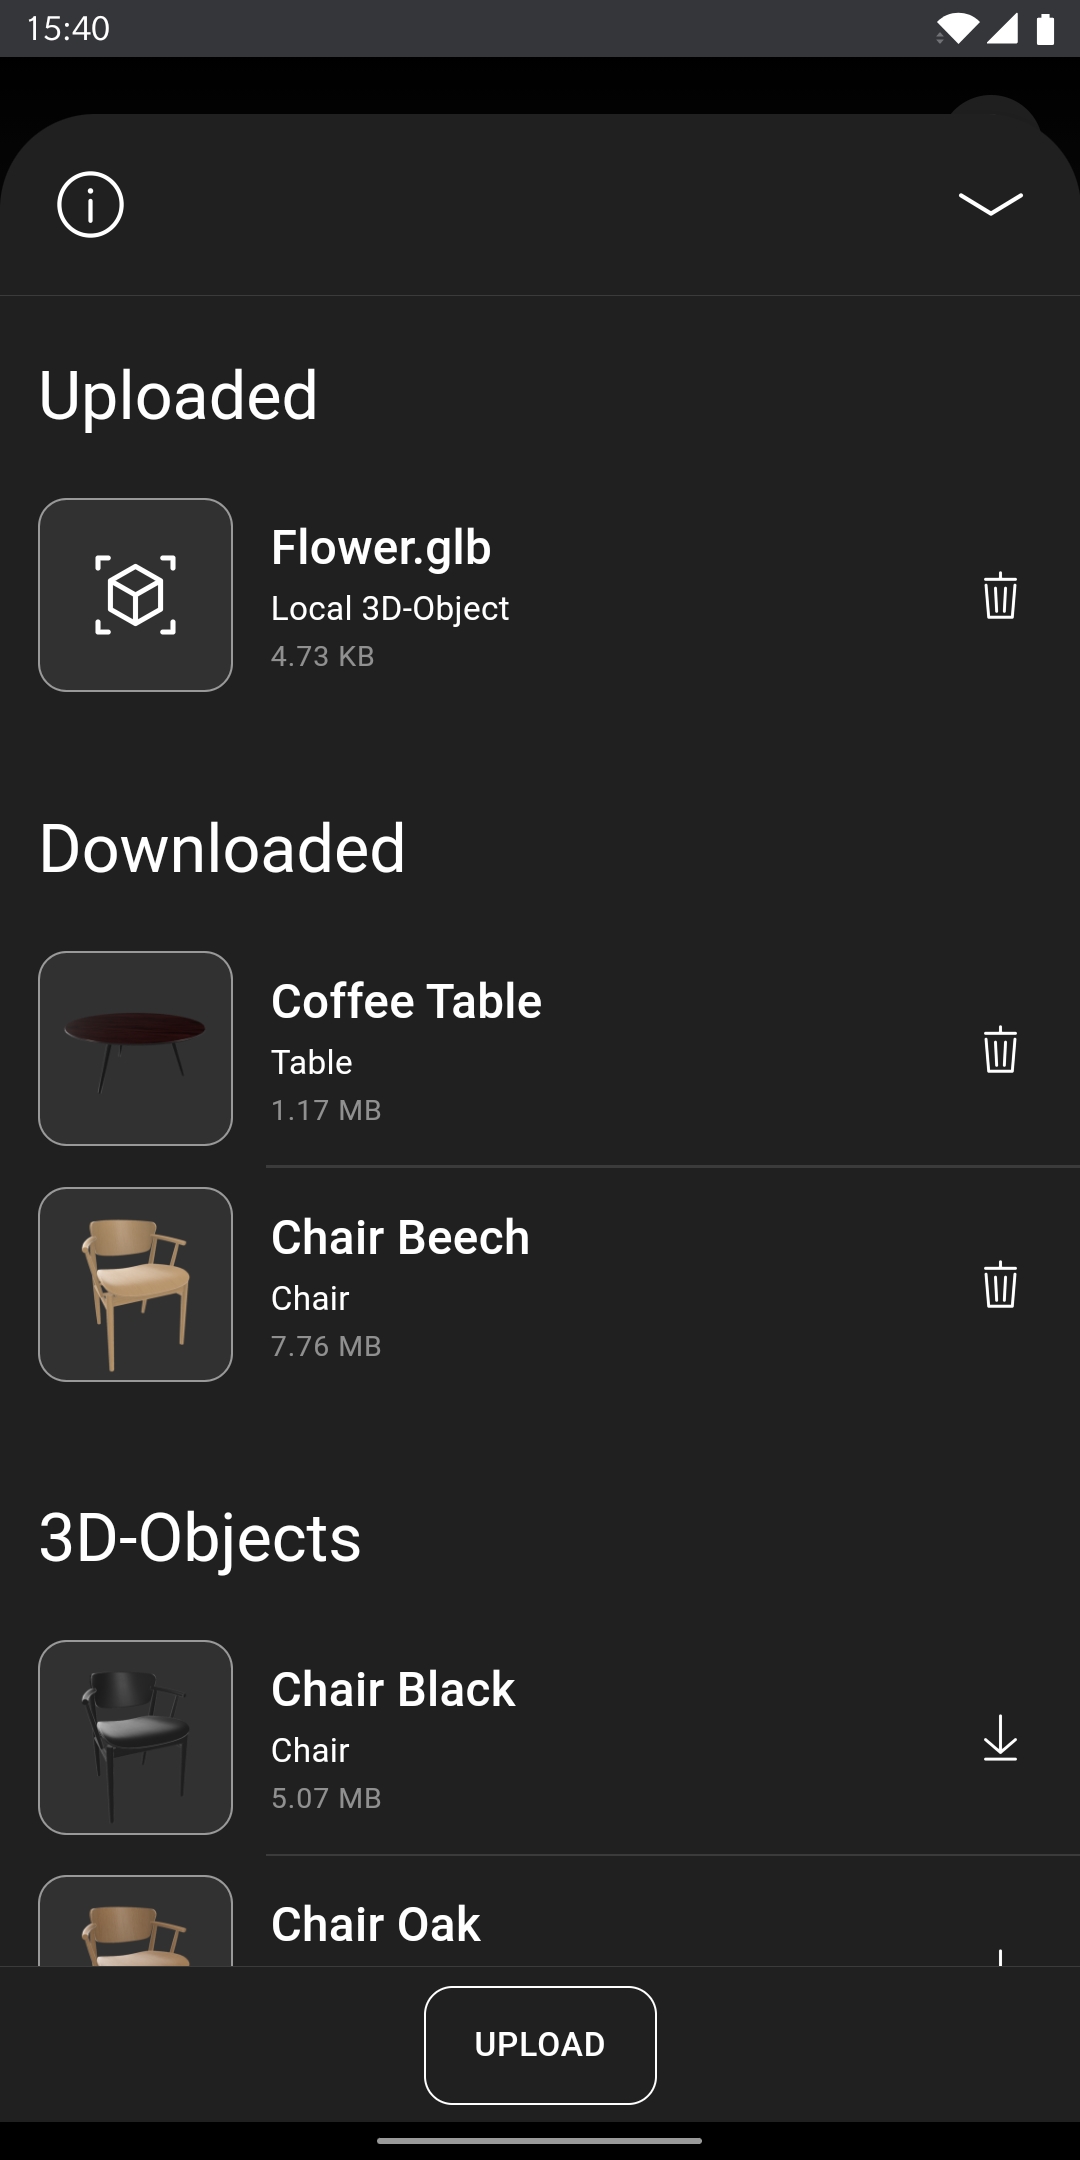 15:40
Uploaded
Flower.glb
Local 3D-Object
4.73 KB
Downloaded
Coffee Table
Table
1.17 MB
Chair Beech
Chair
7.76 MB
3D-Objects
Chair Black
Chair
5.07 MB
Chair Oak
UPLOAD